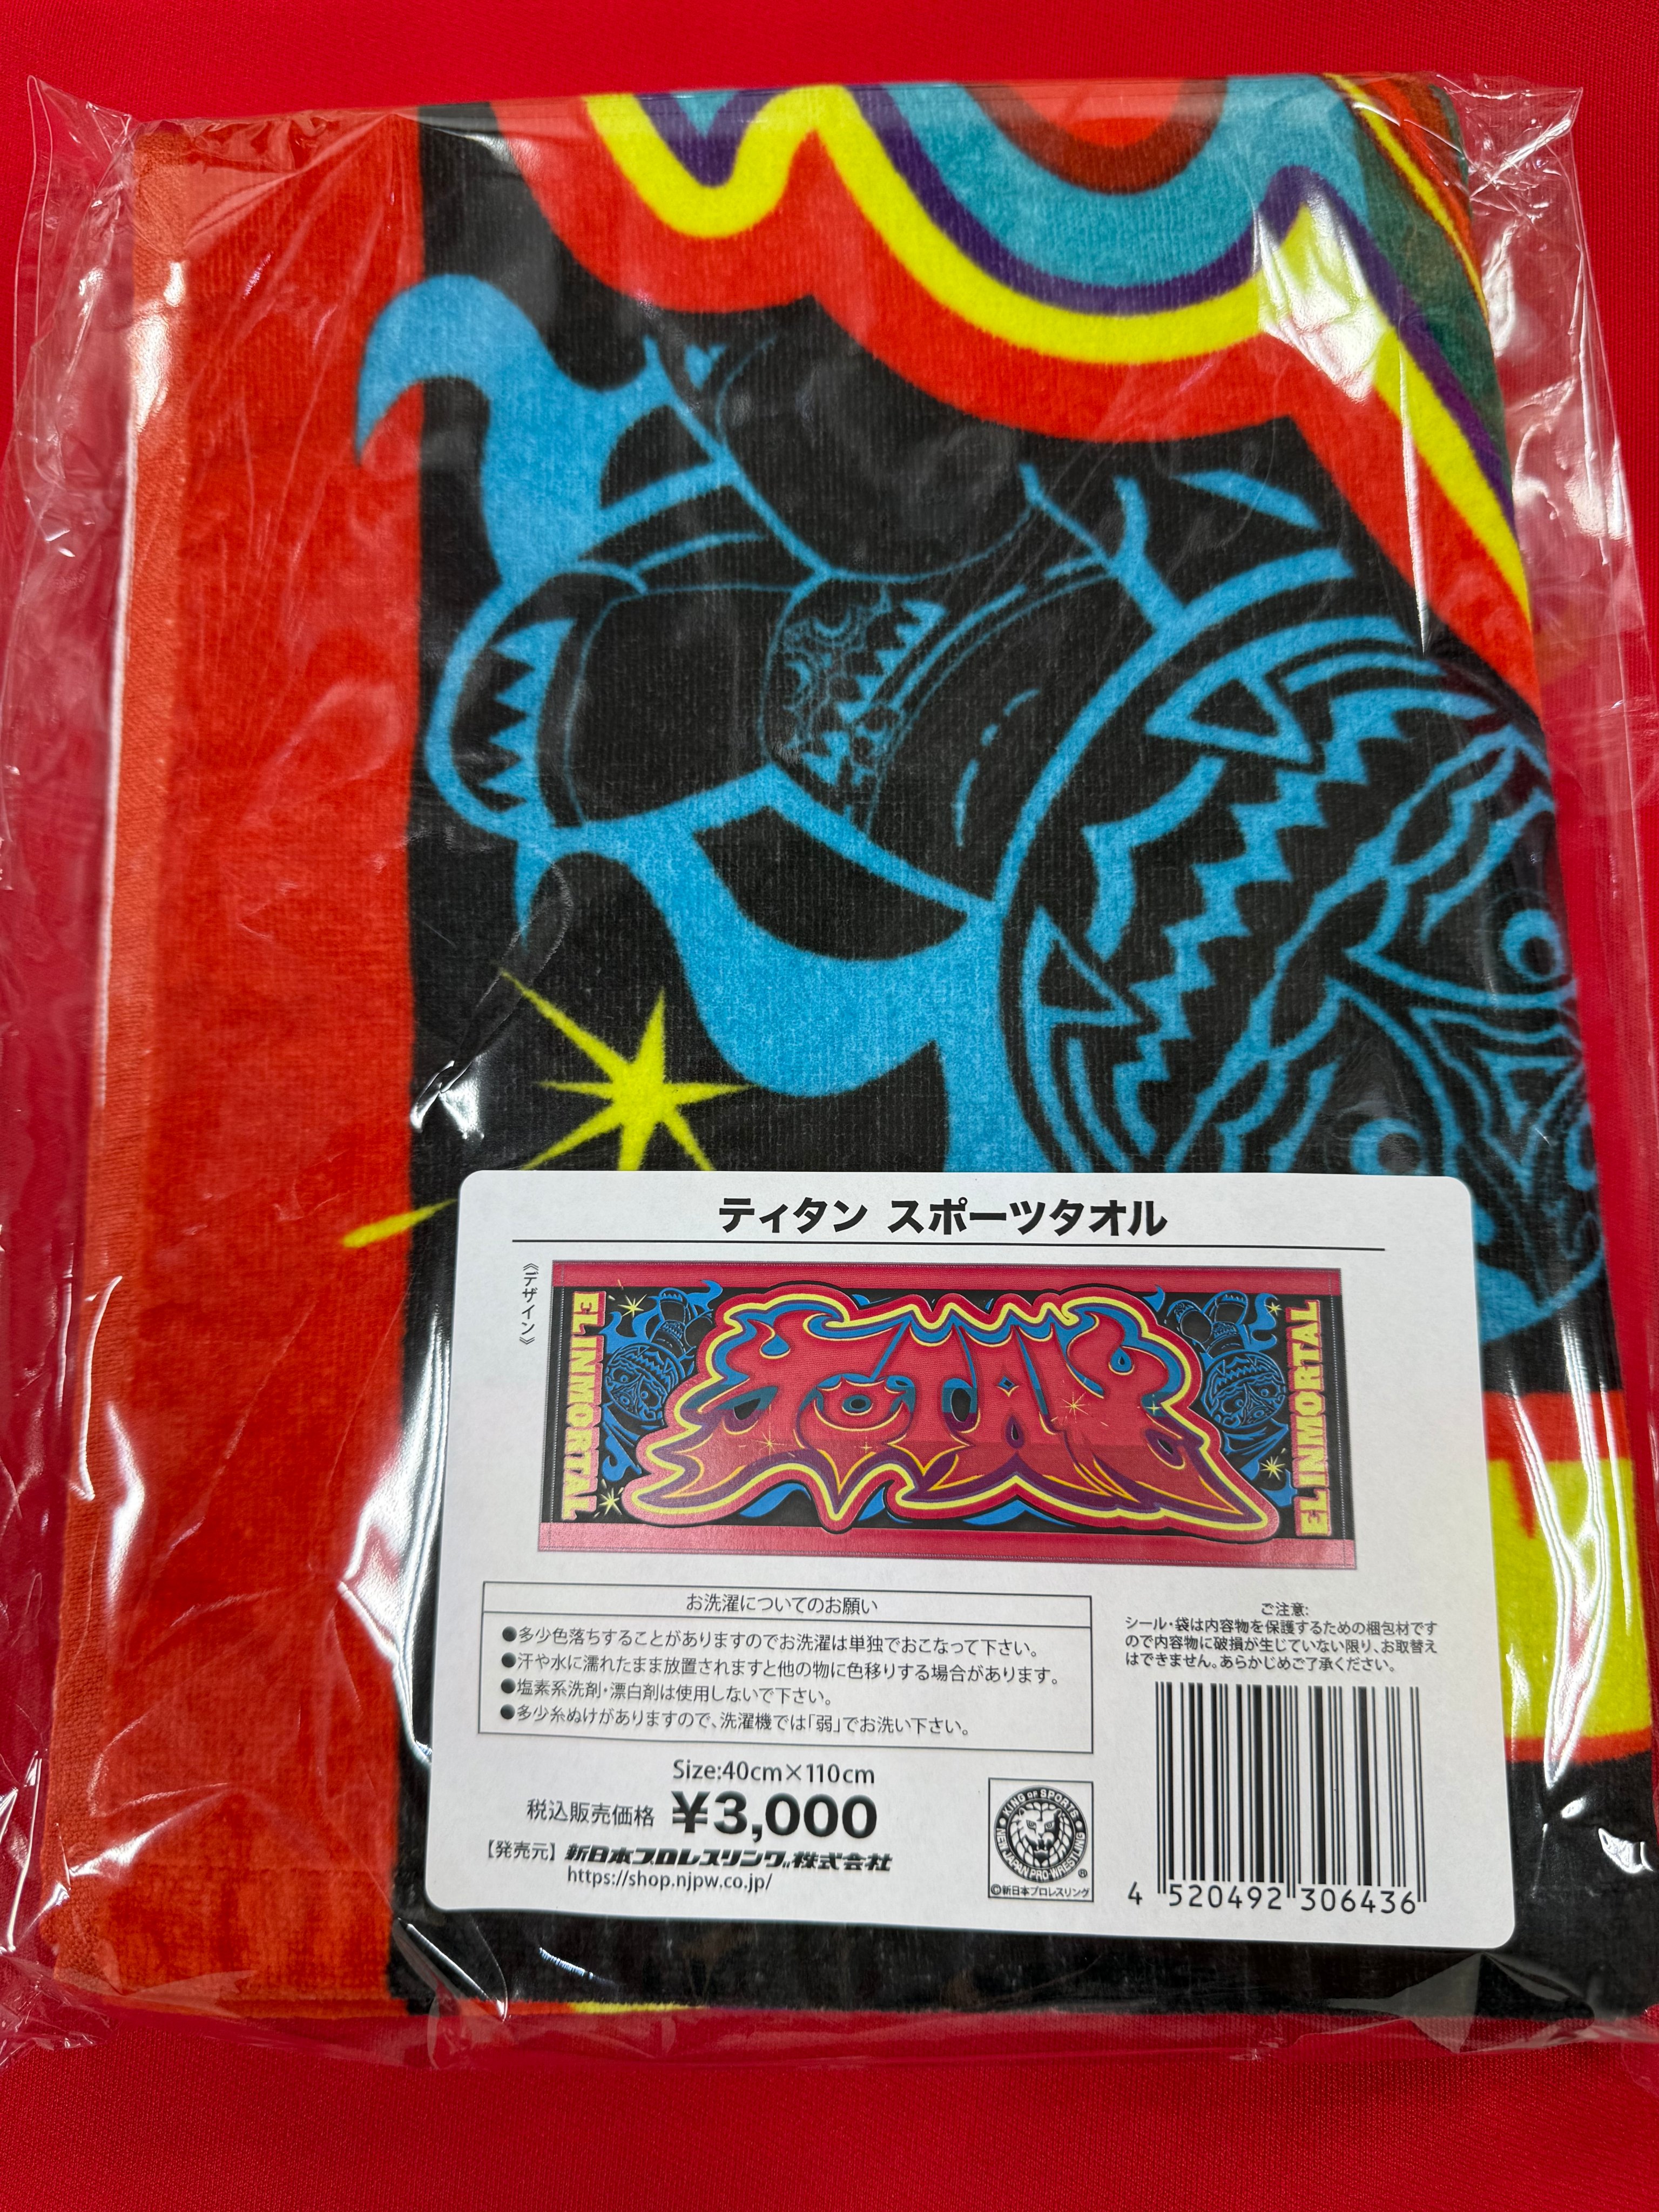 ティタン スポーツタオル
《デザイン》
EL INMORTAL
TITAN
EL INMORTAL
お洗濯についてのお願い
●多少色落ちすることがありますのでお洗濯は単独でおこなって下さい。
●汗や水に濡れたまま放置されますと他の物に色移りする場合があります。
●塩素系洗剤・漂白剤は使用しないで下さい。
●多少糸ぬけがありますので、洗濯機では「弱」でお洗い下さい。
ご注意:
シール・袋は内容物を保護するための梱包材です
ので内容物に破損が生じていない限り、お取替え
はできません。あらかじめご了承ください。
Size:40cm×110cm
税込販売価格 ¥3,000
【発売元】新日本プロレスリング株式会社
https://shop.njpw.co.jp/
KING OF SPORTS
NEW JAPAN PRO-WRESTLING
®
©新日本プロレスリング
4 520492 306436